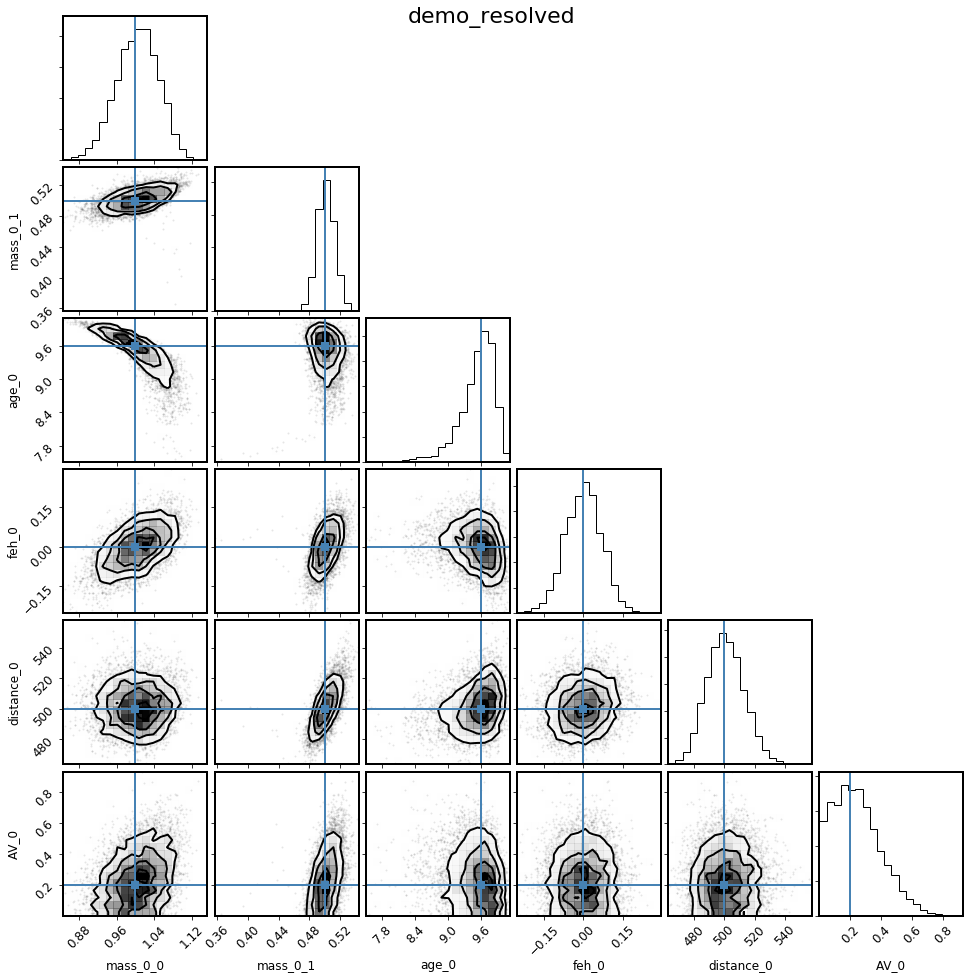 demo_resolved
mass_0_1
0.52
0.48
0.44
0.40
0.36
age_0
9.6
9.0
8.4
7.8
feh_0
0.15
0.00
−0.15
distance_0
540
520
500
480
AV_0
0.8
0.6
0.4
0.2
0.88 0.96 1.04 1.12 0.36 0.40 0.44 0.48 0.52 7.8 8.4 9.0 9.6 −0.15 0.00 0.15 480 500 520 540 0.2 0.4 0.6 0.8
mass_0_0 mass_0_1 age_0 feh_0 distance_0 AV_0